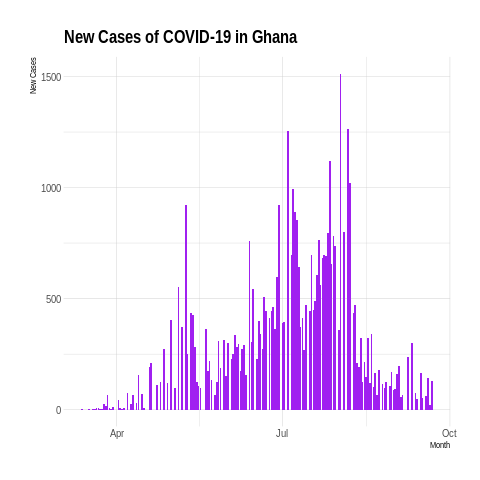 New Cases of COVID-19 in Ghana
New Cases
1500
1000
500
0
Apr
Jul
Oct
Month